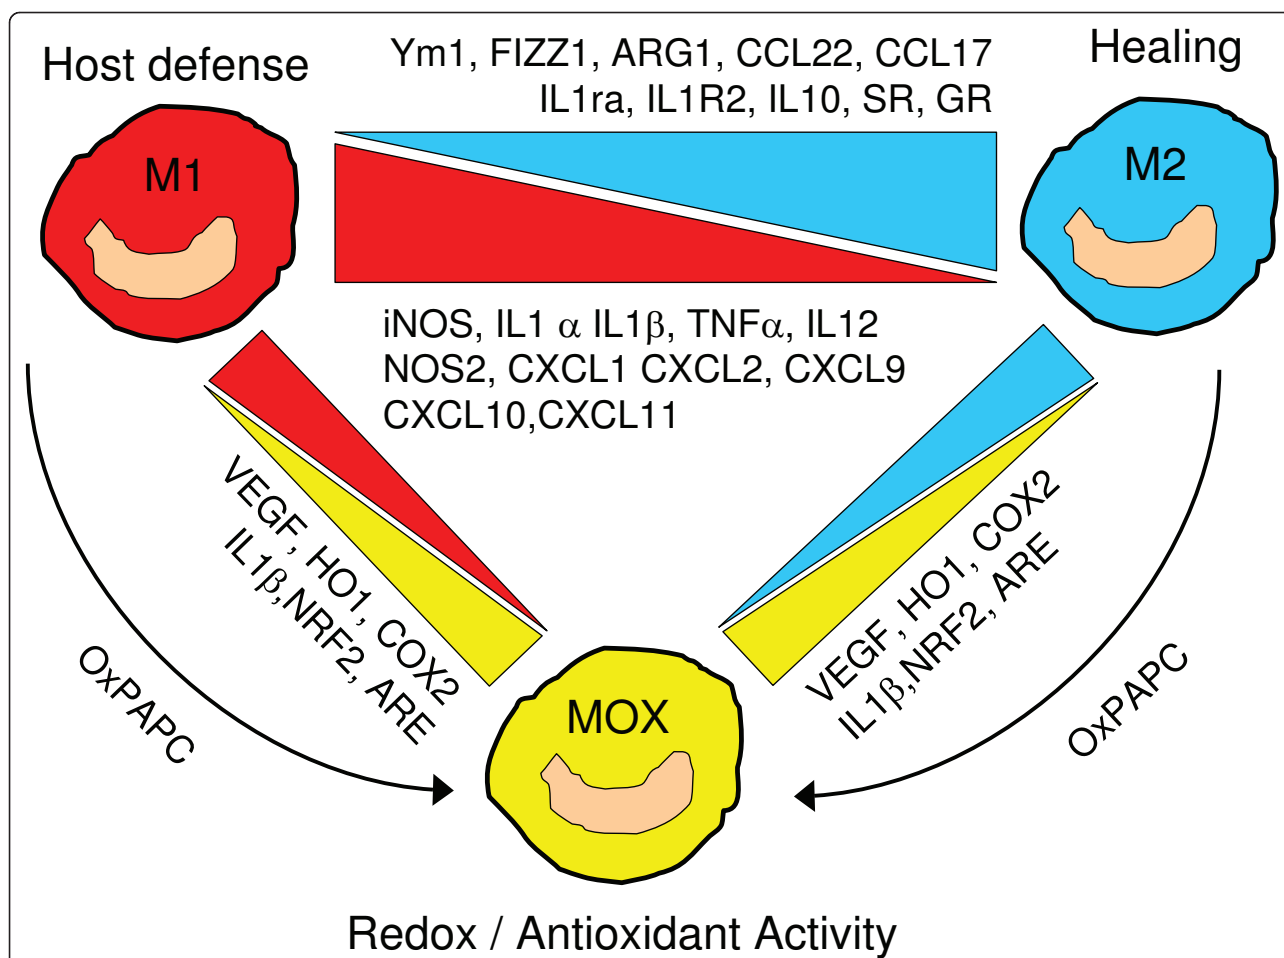 Host defense
Ym1, FIZZ1, ARG1, CCL22, CCL17
IL1ra, IL1R2, IL10, SR, GR
Healing
M1
M2
iNOS, IL1 α IL1β, TNFα, IL12
NOS2, CXCL1 CXCL2, CXCL9
CXCL10,CXCL11
VEGF, HO1, COX2
IL1β,NRF2, ARE
OxPAPC
VEGF, HO1, COX2
IL1β,NRF2, ARE
OxPAPC
MOX
Redox / Antioxidant Activity